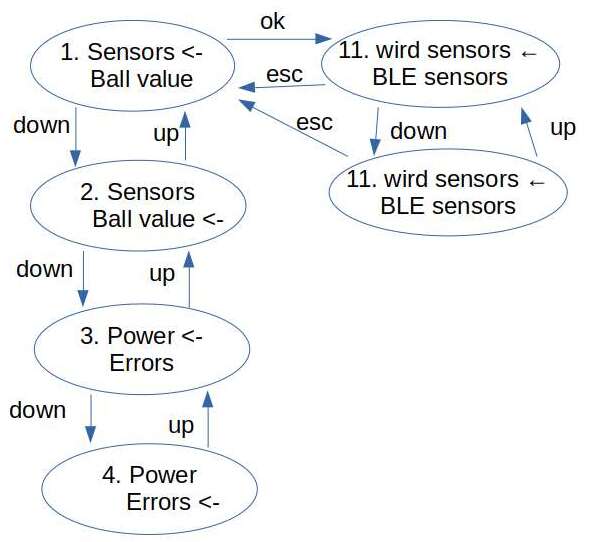 ok
1. Sensors <-
Ball value
11. wird sensors ←
BLE sensors
esc
esc
down
up
down
up
2. Sensors
Ball value <-
11. wird sensors ←
BLE sensors
down
up
3. Power <-
Errors
down
up
4. Power
Errors <-